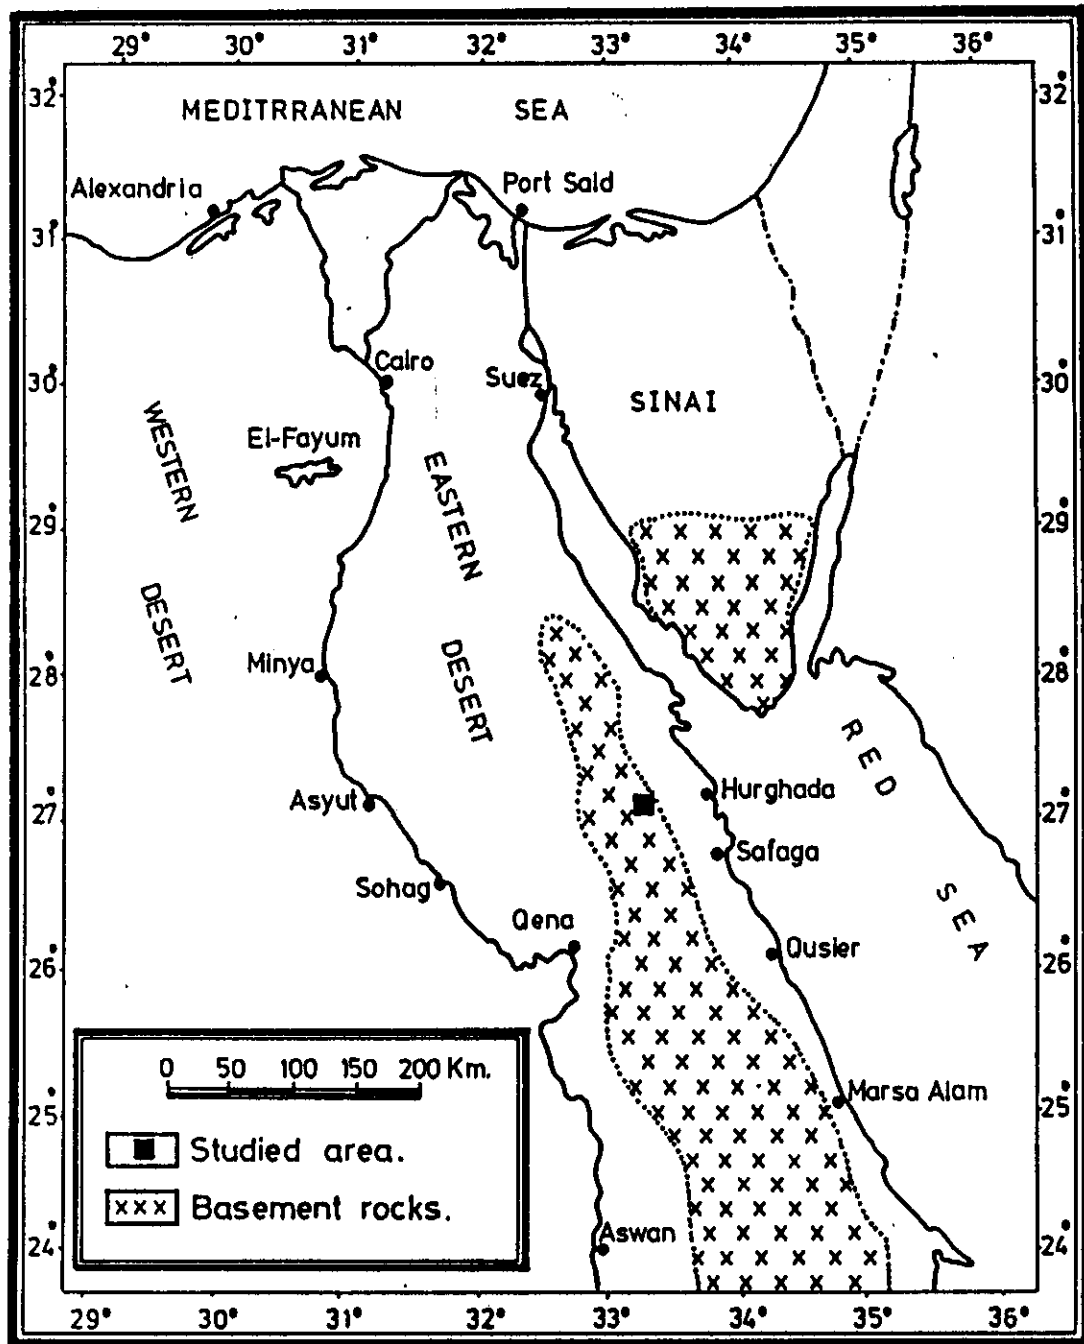 29° 30° 31° 32° 33° 34° 35° 36°
32° 32°
MEDITRRANEAN SEA
Alexandria
Port Said
31° 31°
Cairo
30° 30°
Suez
SINAI
WESTERN DESERT
El-Fayum
EASTERN DESERT
29° 29°
Minya
28° 28°
RED SEA
Asyut
Hurghada
27° 27°
Safaga
Sohag
Qena
Qusier
26° 26°
0 50 100 150 200 Km.
Marsa Alam
25° 25°
Studied area.
xxx Basement rocks.
Aswan
24° 24°
29° 30° 31° 32° 33° 34° 35° 36°